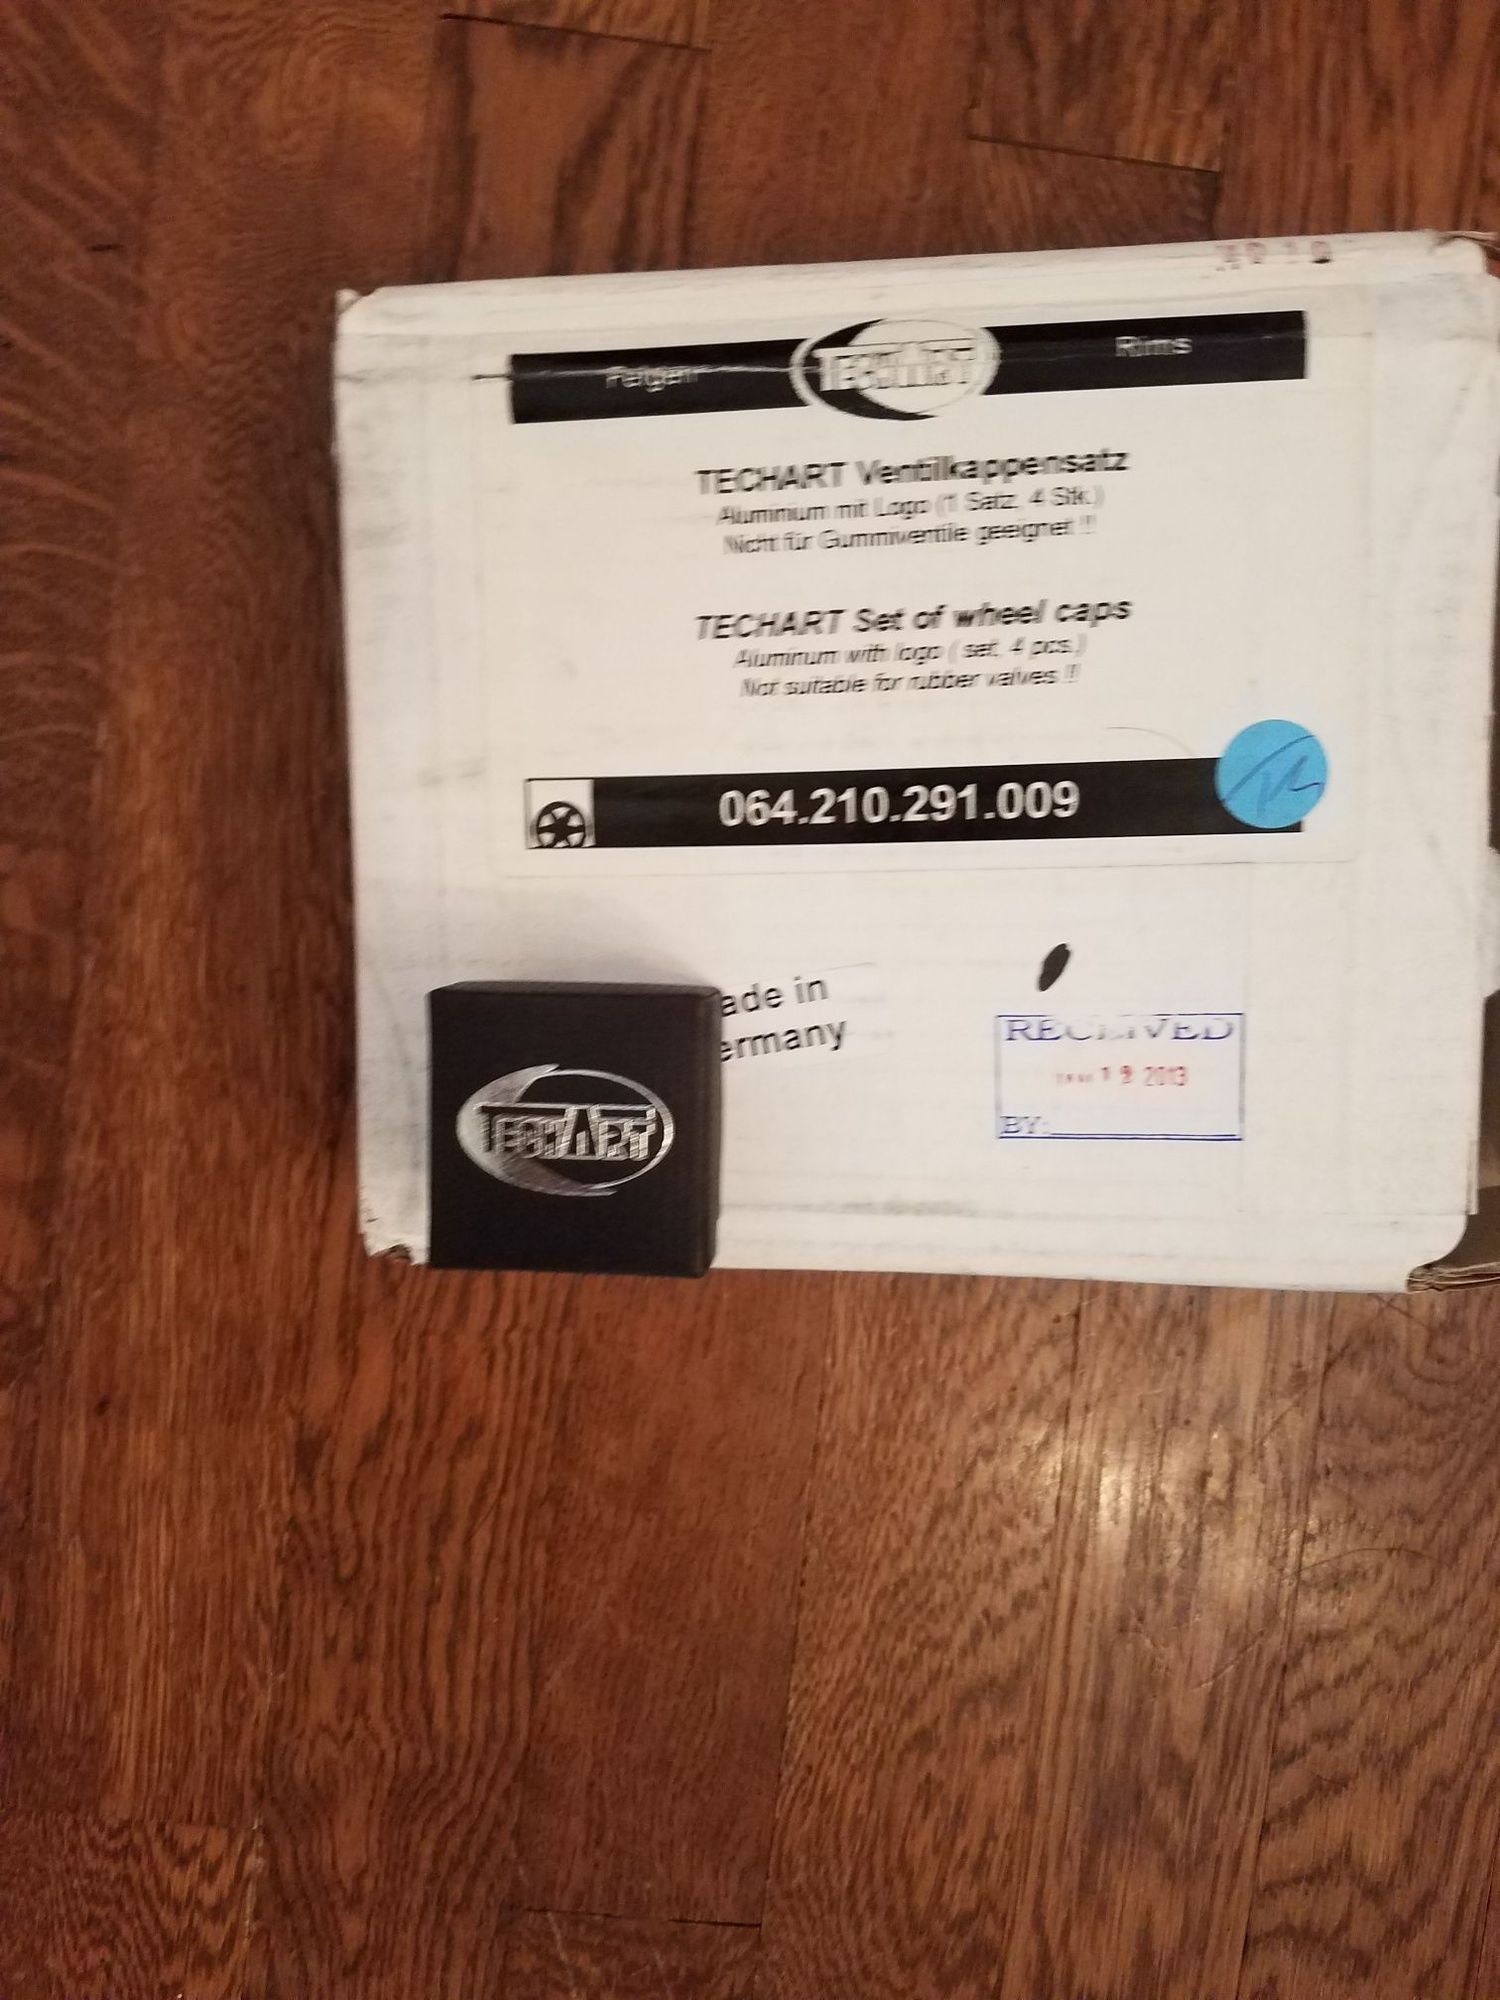 Felgen
TECHART
Rims
TECHART Ventilkappensatz
Aluminium mit Logo (1 Satz, 4 Stk.)
Nicht für Gummiventile geeignet !!!
TECHART Set of wheel caps
Aluminum with logo ( set, 4 pcs.)
Not suitable for rubber valves !!!
064.210.291.009
ade in
ermany
RECEIVED
2013
BY:
TECHART